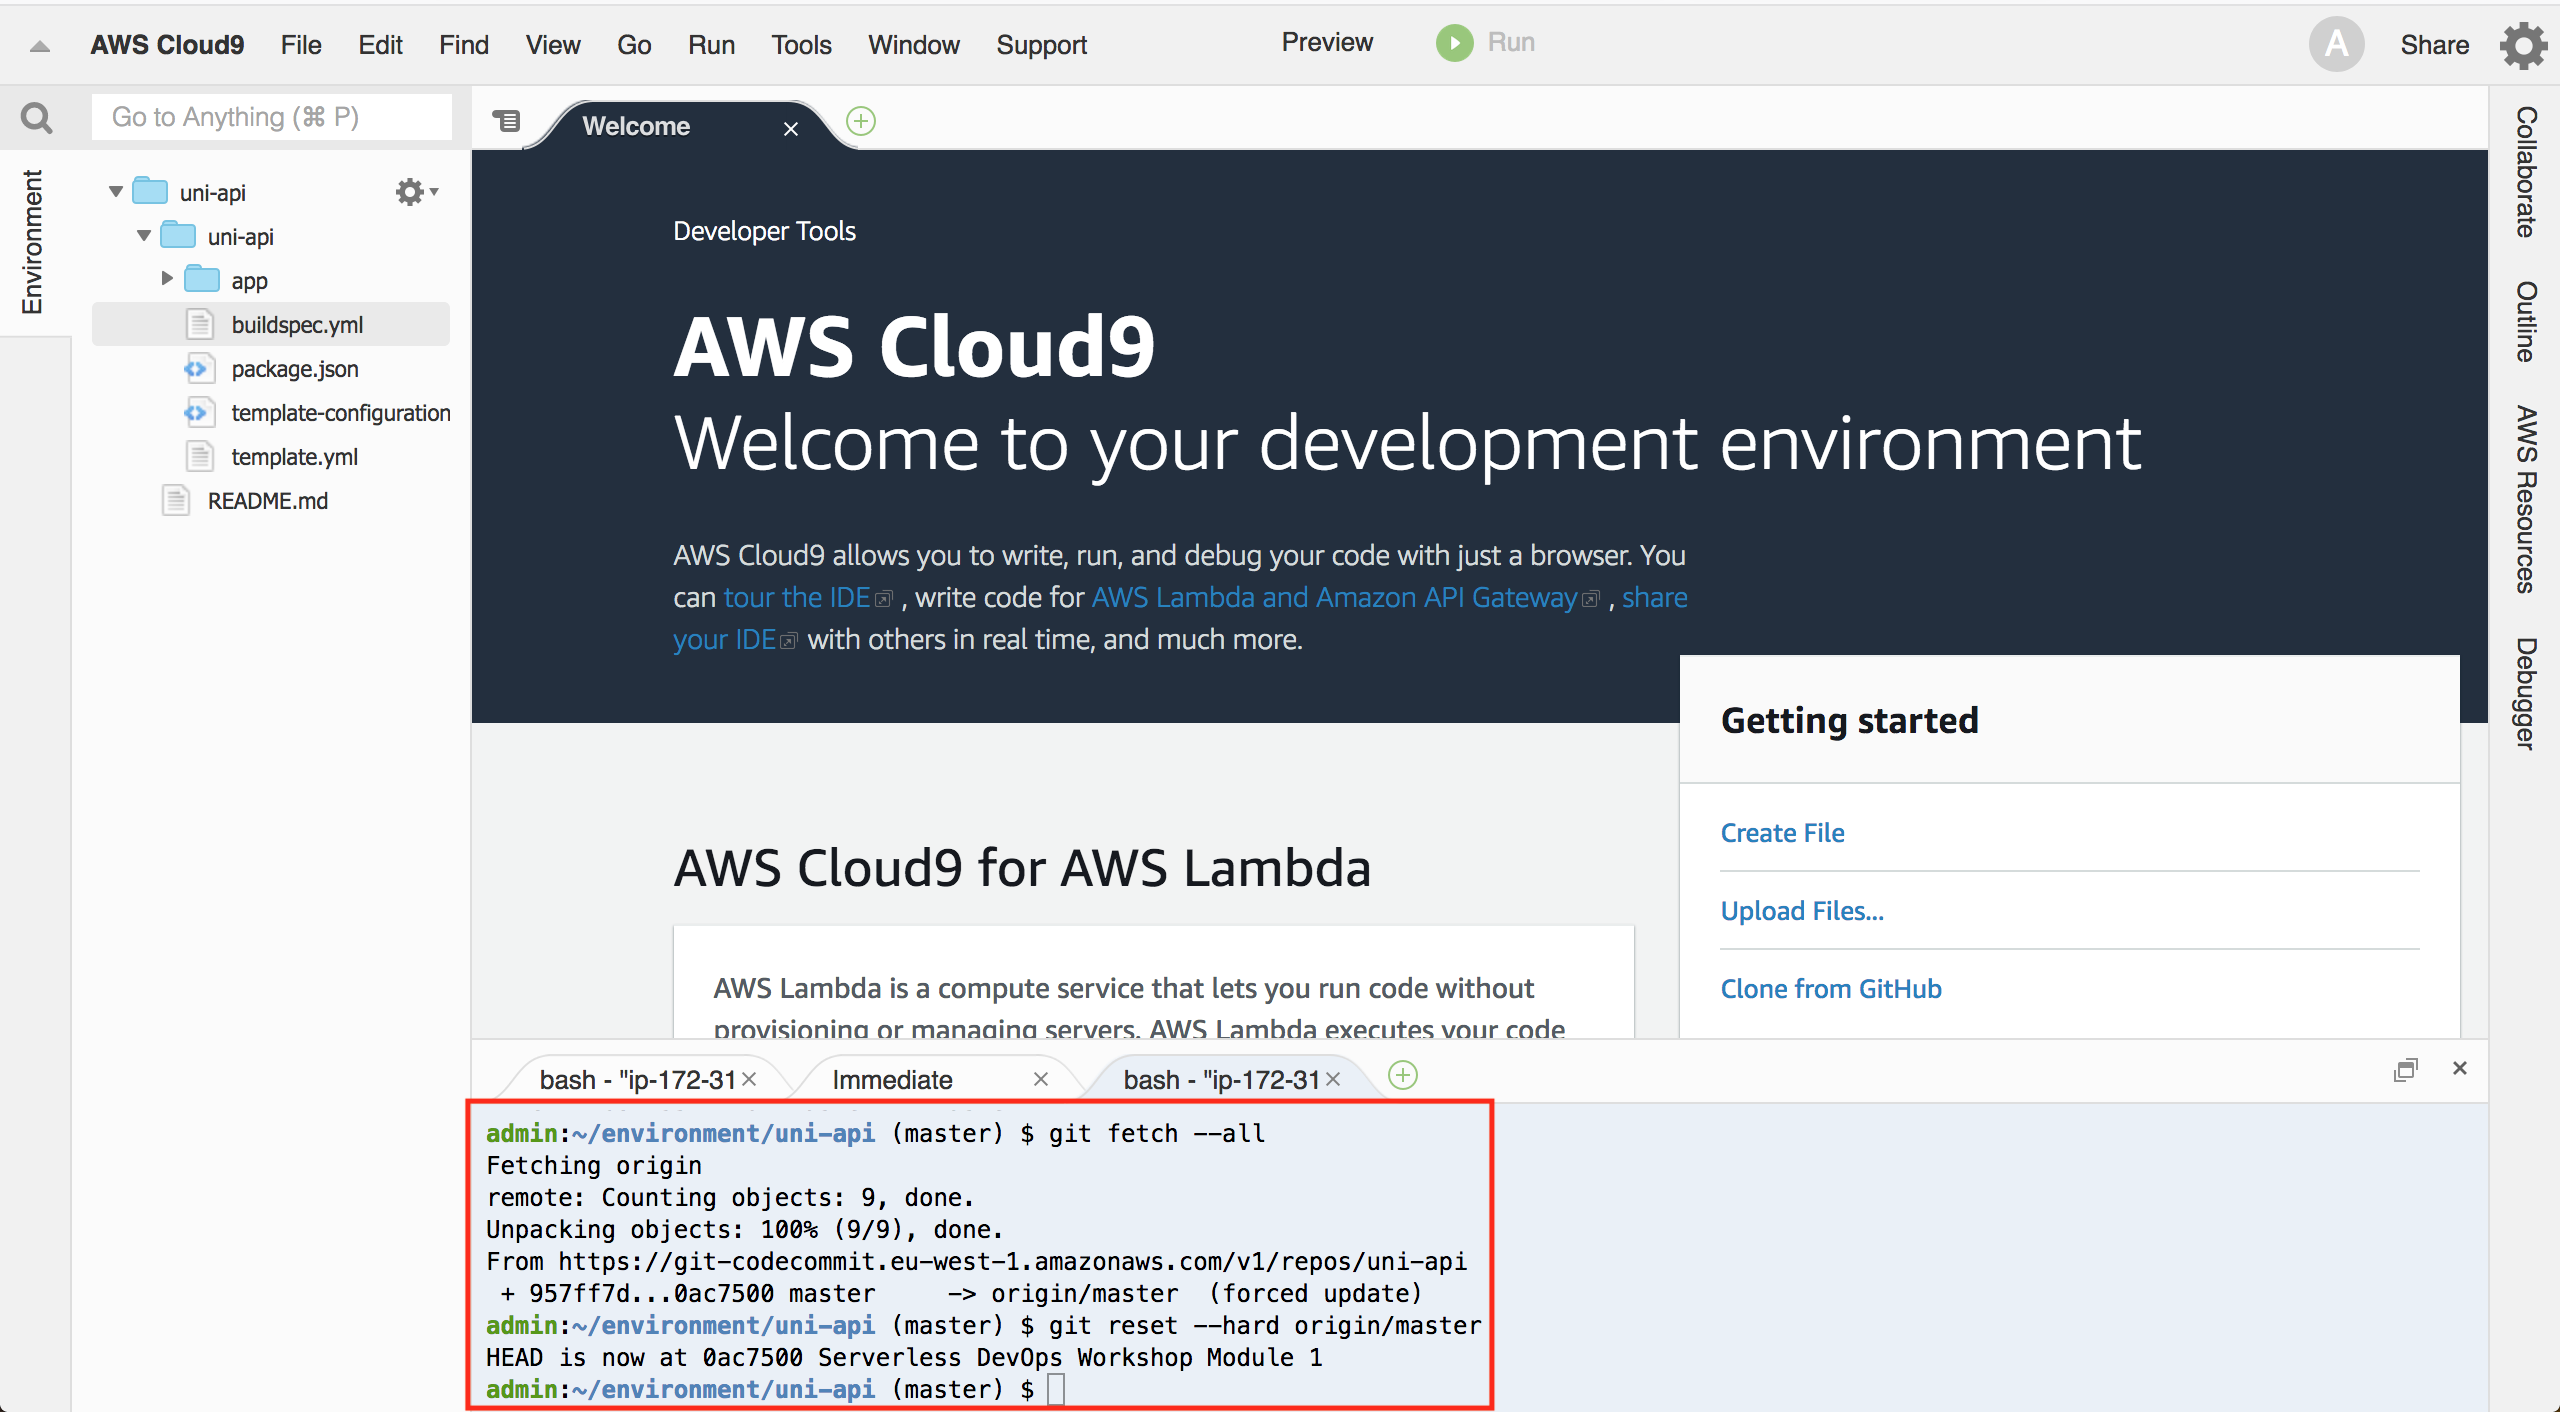 AWS Cloud9 File Edit Find View Go Run Tools Window Support Preview Run A Share
Go to Anything (⌘ P)
Environment
uni-api
uni-api
app
buildspec.yml
package.json
template-configuration
template.yml
README.md
Welcome
Developer Tools
AWS Cloud9
Welcome to your development environment
AWS Cloud9 allows you to write, run, and debug your code with just a browser. You
can tour the IDE , write code for AWS Lambda and Amazon API Gateway , share
your IDE with others in real time, and much more.
Getting started
Create File
Upload Files...
Clone from GitHub
AWS Cloud9 for AWS Lambda
AWS Lambda is a compute service that lets you run code without
provisioning or managing servers. AWS Lambda executes your code
Collaborate
Outline
AWS Resources
Debugger
bash - "ip-172-31 Immediate bash - "ip-172-31
admin:~/environment/uni-api (master) $ git fetch --all
Fetching origin
remote: Counting objects: 9, done.
Unpacking objects: 100% (9/9), done.
From https://git-codecommit.eu-west-1.amazonaws.com/v1/repos/uni-api
 + 957ff7d...0ac7500 master     -> origin/master  (forced update)
admin:~/environment/uni-api (master) $ git reset --hard origin/master
HEAD is now at 0ac7500 Serverless DevOps Workshop Module 1
admin:~/environment/uni-api (master) $